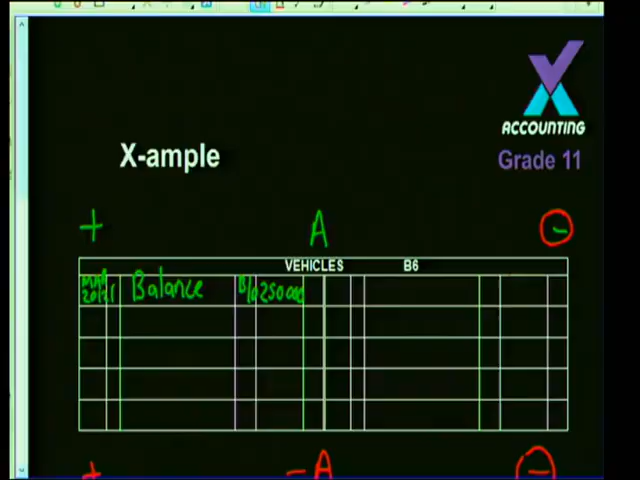 ACCOUNTING
Grade 11
X-ample
+ A -
VEHICLES B6
Balance 250 000
+ -A -